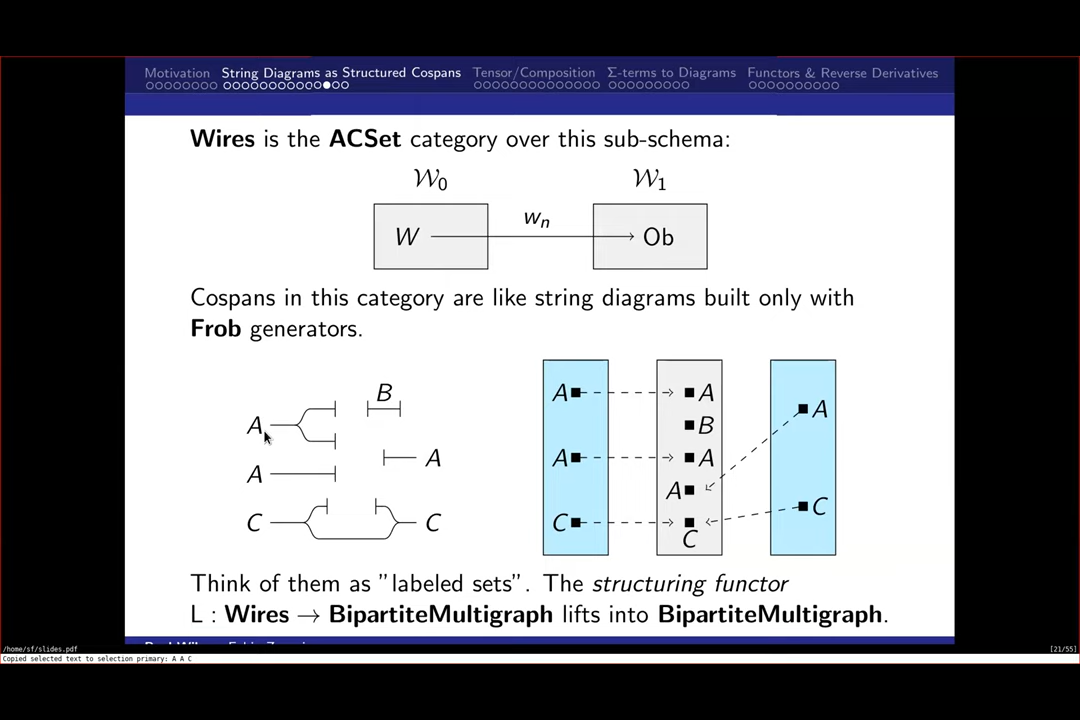 Motivation String Diagrams as Structured Cospans Tensor/Composition Σ-terms to Diagrams Functors & Reverse Derivatives
Wires is the ACSet category over this sub-schema:
𝒲₀ 𝒲₁
W wₙ Ob
Cospans in this category are like string diagrams built only with
Frob generators.
A B
A A
C C
A A A
B
A A
A
C C C
Think of them as "labeled sets". The structuring functor
L : Wires → BipartiteMultigraph lifts into BipartiteMultigraph.
/home/sf/slides.pdf [21/55]
Copied selected text to selection primary: A A C